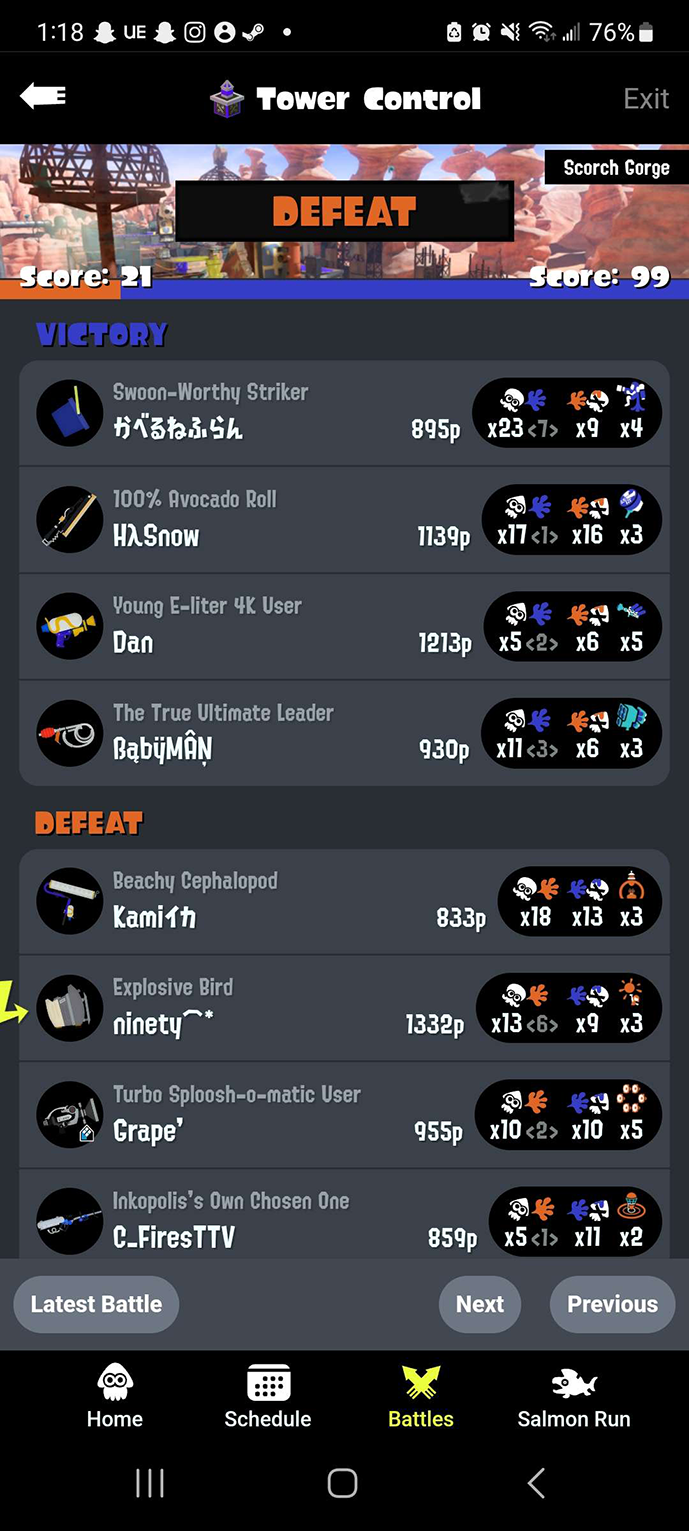 1:18 UE 76%
Tower Control Exit
Scorch Gorge
DEFEAT
Score: 21 Score: 99
VICTORY
Swoon-Worthy Striker
かべるねふらん 895p x23 <7> x9 x4
100% Avocado Roll
HλSnow 1139p x17 <1> x16 x3
Young E-liter 4K User
Dan 1213p x5 <2> x6 x5
The True Ultimate Leader
ßąbÿMÂŅ 930p x11 <3> x6 x3
DEFEAT
Beachy Cephalopod
Kamiイカ 833p x18 x13 x3
Explosive Bird
ninety⌒* 1332p x13 <6> x9 x3
Turbo Sploosh-o-matic User
Grape' 955p x10 <2> x10 x5
Inkopolis's Own Chosen One
C_FiresTTV 859p x5 <1> x11 x2
Latest Battle Next Previous
Home Schedule Battles Salmon Run